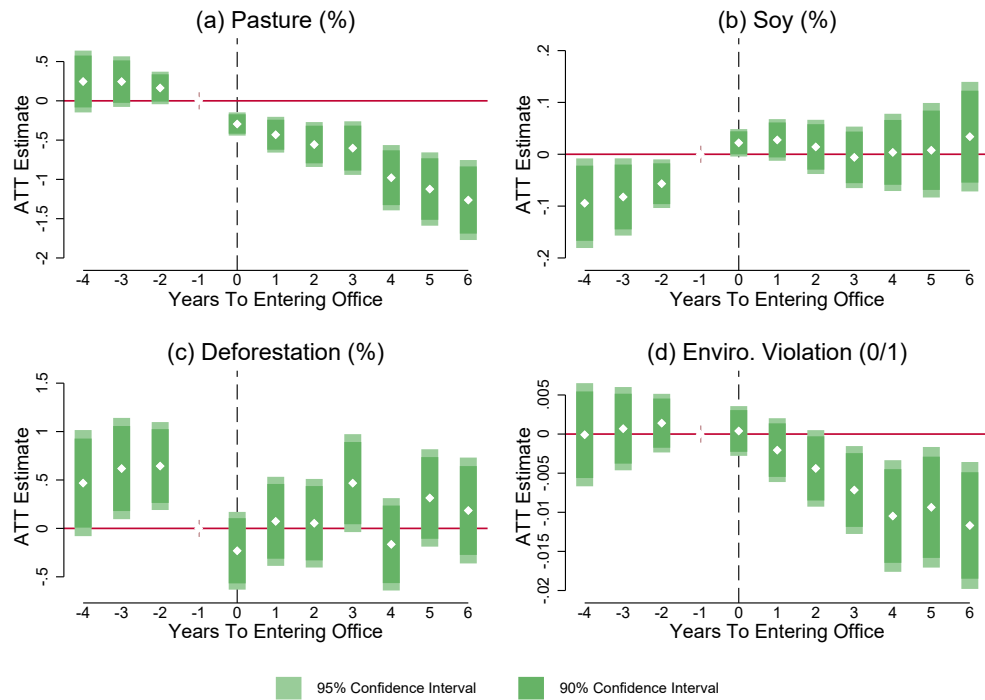 (a) Pasture (%)
ATT Estimate
.5
0
-.5
-1
-1.5
-2
-4 -3 -2 -1 0 1 2 3 4 5 6
Years To Entering Office
(b) Soy (%)
ATT Estimate
.2
.1
0
-.1
-.2
-4 -3 -2 -1 0 1 2 3 4 5 6
Years To Entering Office
(c) Deforestation (%)
ATT Estimate
1.5
1
.5
0
-.5
-4 -3 -2 -1 0 1 2 3 4 5 6
Years To Entering Office
(d) Enviro. Violation (0/1)
ATT Estimate
.005
0
-.005
-.01
-.015
-.02
-4 -3 -2 -1 0 1 2 3 4 5 6
Years To Entering Office
95% Confidence Interval 90% Confidence Interval